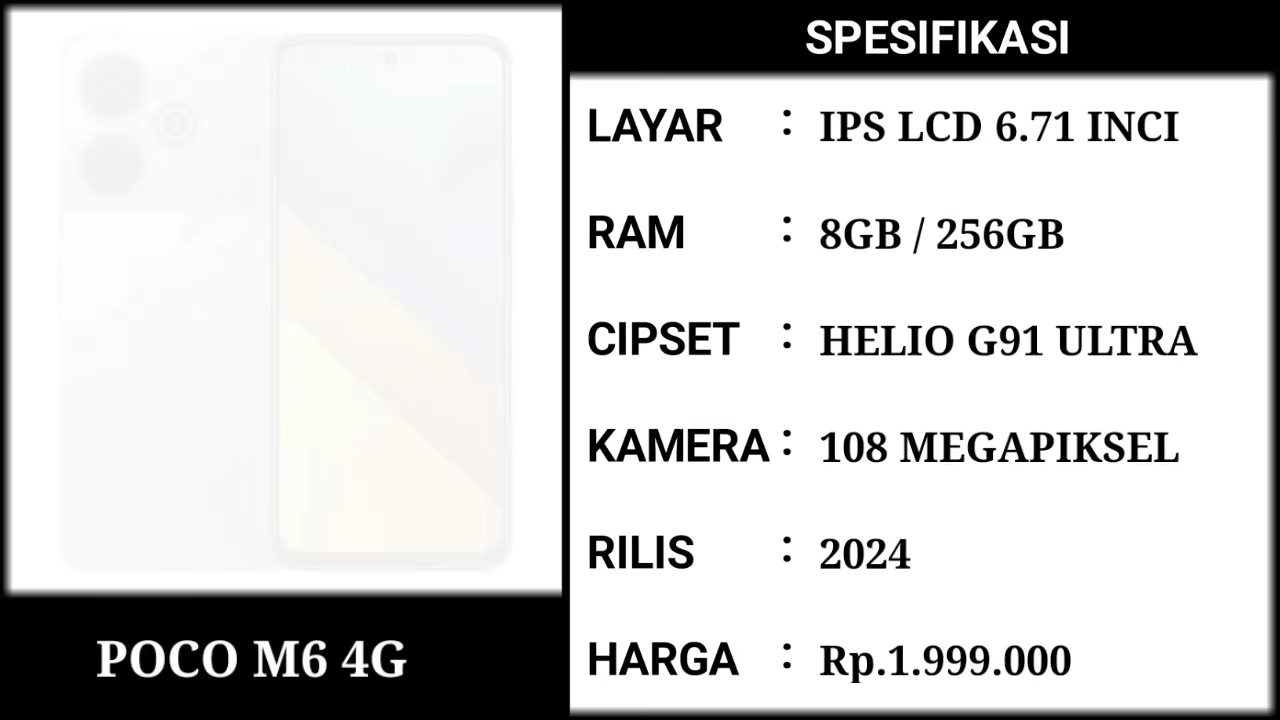 SPESIFIKASI
LAYAR : IPS LCD 6.71 INCI
RAM : 8GB / 256GB
CIPSET : HELIO G91 ULTRA
KAMERA : 108 MEGAPIKSEL
RILIS : 2024
HARGA : Rp.1.999.000
POCO M6 4G